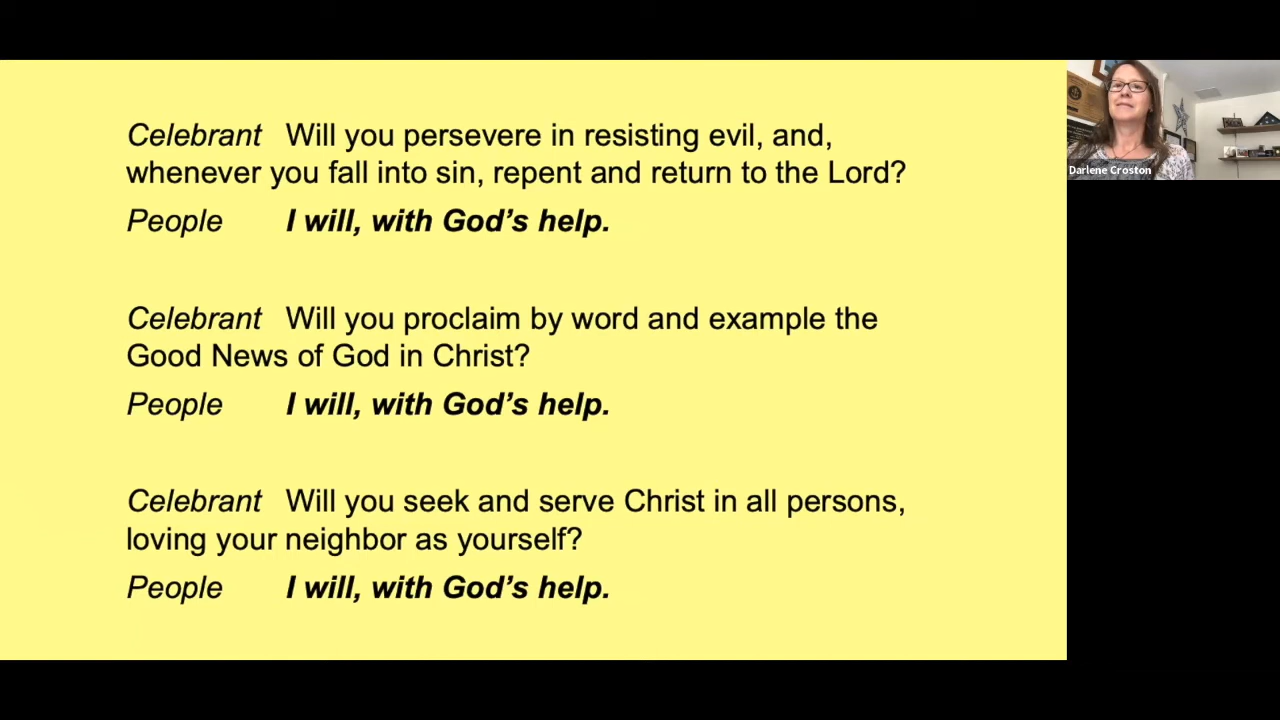 Celebrant Will you persevere in resisting evil, and,
whenever you fall into sin, repent and return to the Lord?
People I will, with God’s help.
Celebrant Will you proclaim by word and example the
Good News of God in Christ?
People I will, with God’s help.
Celebrant Will you seek and serve Christ in all persons,
loving your neighbor as yourself?
People I will, with God’s help.
Darlene Croston